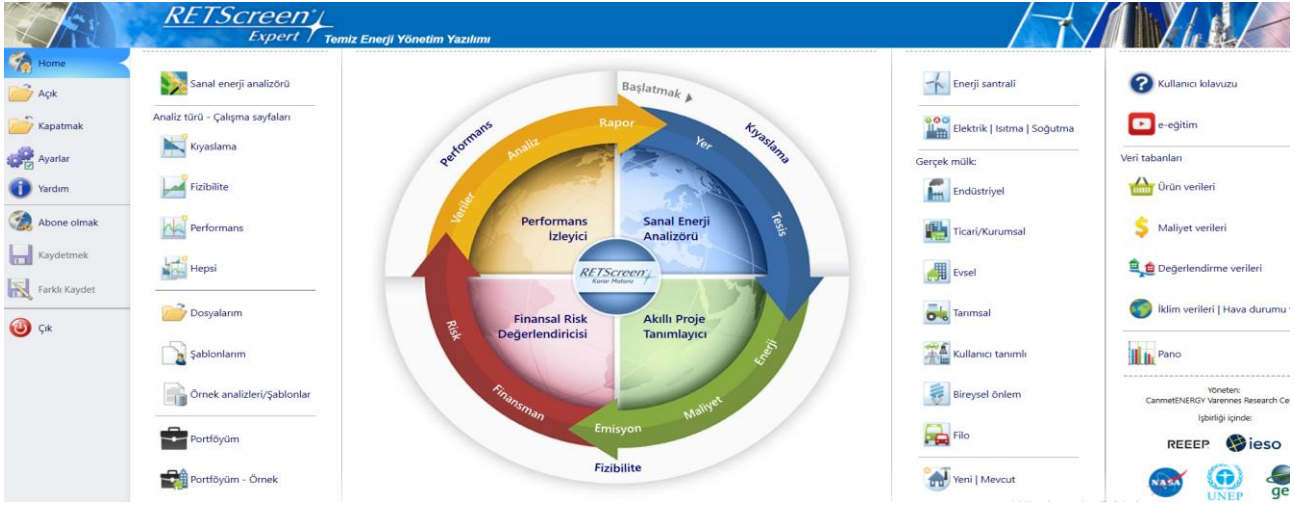 RETScreen
Expert
Temiz Enerji Yönetim Yazılımı
Home
Açık
Kapatmak
Ayarlar
Yardım
Abone olmak
Kaydetmek
Farklı Kaydet
Çık
Sanal enerji analizörü
Analiz türü - Çalışma sayfaları
Kıyaslama
Fizibilite
Performans
Hepsi
Dosyalarım
Şablonlarım
Örnek analizleri/Şablonlar
Portföyüm
Portföyüm - Örnek
Başlatmak
Performans
Kıyaslama
Fizibilite
Veriler
Analiz
Rapor
Yer
Tesis
Enerji
Maliyet
Emisyon
Finansman
Risk
Performans
İzleyici
Sanal Enerji
Analizörü
RETScreen
Karar Motoru
Finansal Risk
Değerlendiricisi
Akıllı Proje
Tanımlayıcı
Enerji santrali
Elektrik | Isıtma | Soğutma
Gerçek mülk:
Endüstriyel
Ticari/Kurumsal
Evsel
Tarımsal
Kullanıcı tanımlı
Bireysel önlem
Filo
Yeni | Mevcut
Kullanıcı kılavuzu
e-eğitim
Veri tabanları
Ürün verileri
Maliyet verileri
Değerlendirme verileri
İklim verileri | Hava durumu
Pano
Yöneten:
CanmetENERGY Varennes Research Ce
İşbirliği içinde:
REEEP
ieso
NASA
UNEP
ge